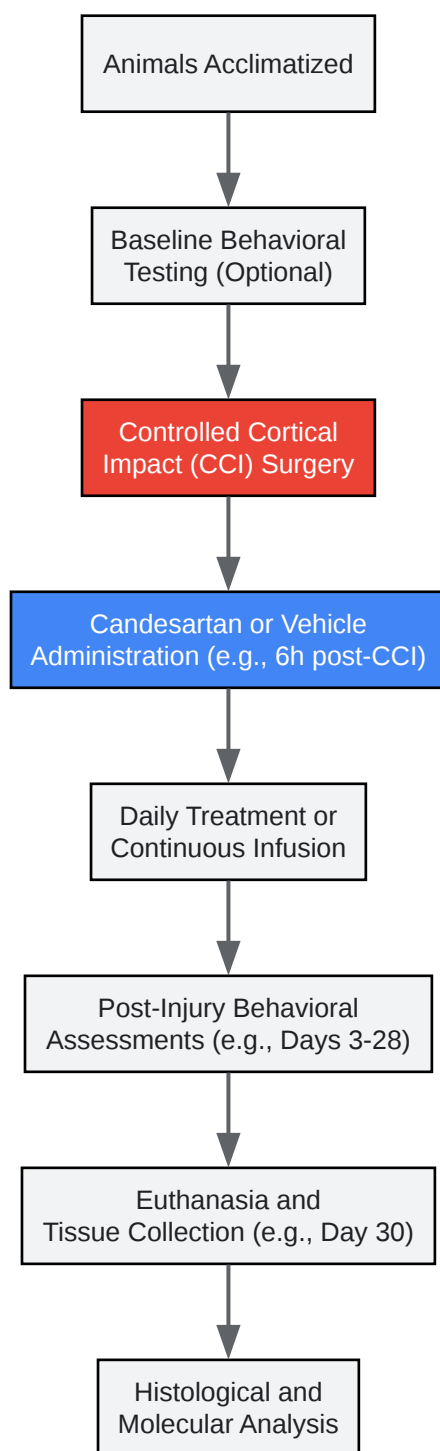 Animals Acclimatized
Baseline Behavioral
Testing (Optional)
Controlled Cortical
Impact (CCI) Surgery
Candesartan or Vehicle
Administration (e.g., 6h post-CCI)
Daily Treatment or
Continuous Infusion
Post-Injury Behavioral
Assessments (e.g., Days 3-28)
Euthanasia and
Tissue Collection (e.g., Day 30)
Histological and
Molecular Analysis